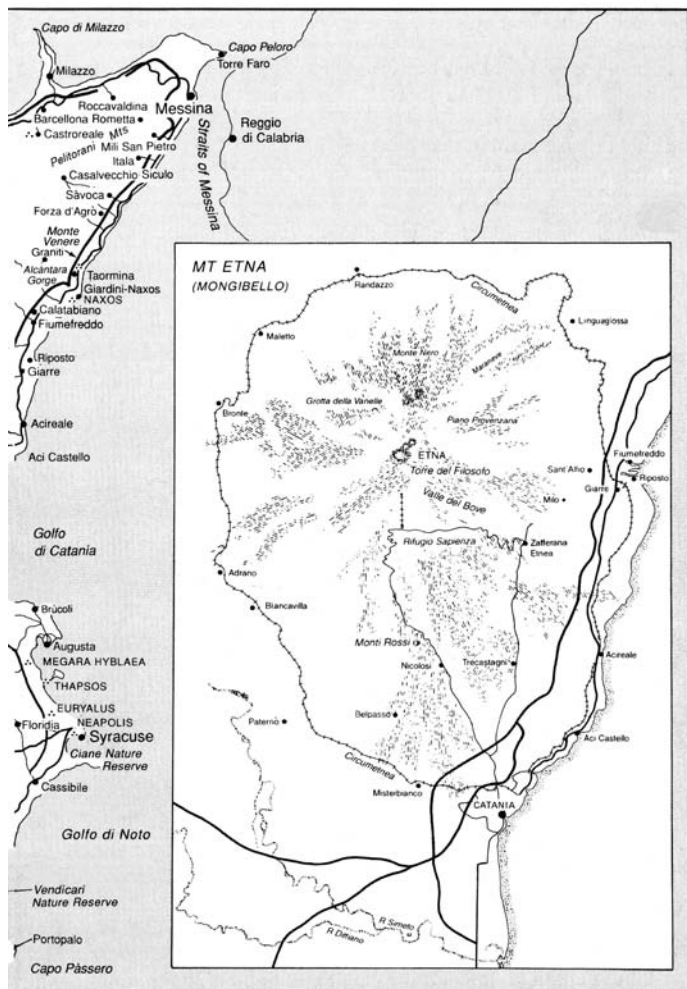 Capo di Milazzo
Capo Peloro
Torre Faro
Milazzo
Roccavaldina
Messina
Barcellona Rometta
Castroreale
Pelitorani Mts
Mili San Pietro
Itala
Casalvecchio Siculo
Straits of Messina
Reggio
di Calabria
Sàvoca
Forza d'Agrò
Monte
Venere
Graniti
Alcántara
Gorge
Taormina
Giardini-Naxos
NAXOS
Calatabiano
Fiumefreddo
Riposto
Giarre
Acireale
Aci Castello
Golfo
di Catania
Brùcoli
Augusta
MEGARA HYBLAEA
THAPSOS
EURYALUS
NEAPOLIS
Floridia
Syracuse
Ciane Nature
Reserve
Cassibile
Golfo di Noto
Vendicari
Nature Reserve
Portopalo
Capo Pàssero
MT ETNA
(MONGIBELLO)
Randazzo
Circumetnea
Linguaglossa
Maletto
Monte Nero
Maraneve
Grotta della Vanelle
Bronte
Piano Provenzana
ETNA
Torre del Filosofo
Sant'Alfio
Fiumefreddo
Riposto
Giarre
Valle del Bove
Milo
Rifugio Sapienza
Zafferana
Etnea
Adrano
Biancavilla
Monti Rossi
Nicolosi
Trecastagni
Acireale
Belpasso
Paterno
Aci Castello
Circumetnea
Misterbianco
CATANIA
R Simeto
R Dittaino